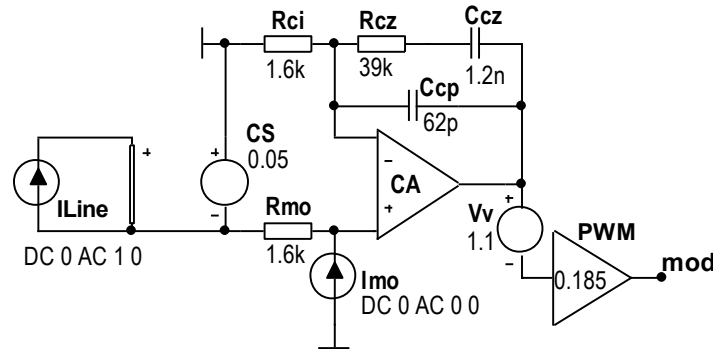 Rci
1.6k
Rcz
39k
Ccz
1.2n
Ccp
62p
CS
0.05
+
−
+
ILine
DC 0 AC 1 0
Rmo
1.6k
−
+
CA
Imo
DC 0 AC 0 0
+
Vv
1.1
−
PWM
0.185
mod